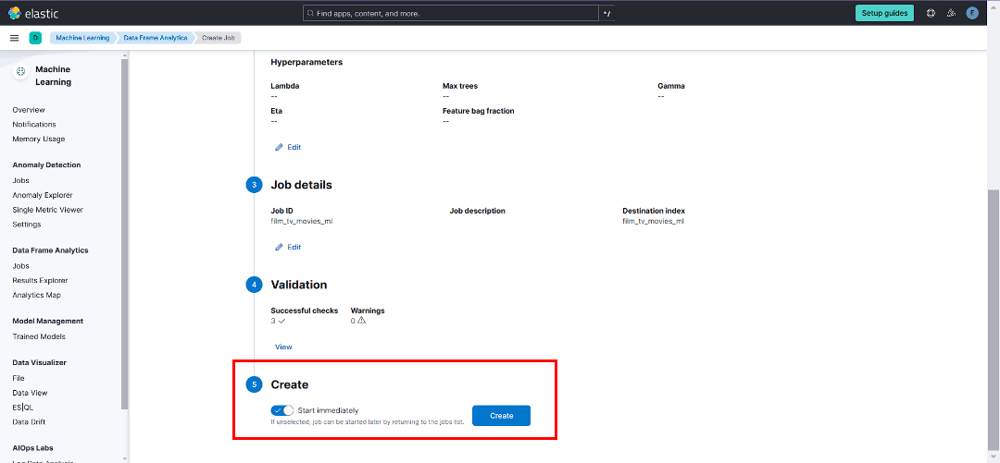 elastic
Find apps, content, and more.
Setup guides
E
D
Machine Learning
Data Frame Analytics
Create Job
Machine
Learning
Overview
Notifications
Memory Usage
Anomaly Detection
Jobs
Anomaly Explorer
Single Metric Viewer
Settings
Data Frame Analytics
Jobs
Results Explorer
Analytics Map
Model Management
Trained Models
Data Visualizer
File
Data View
ES|QL
Data Drift
AIOps Labs
Log Rate Analysis
Hyperparameters
Lambda
Max trees
Gamma
--
--
--
Eta
Feature bag fraction
--
--
Edit
3
Job details
Job ID
Job description
Destination index
film_tv_movies_ml
film_tv_movies_ml
Edit
4
Validation
Successful checks
Warnings
3
0
View
5
Create
Start immediately
If unselected, job can be started later by returning to the jobs list.
Create